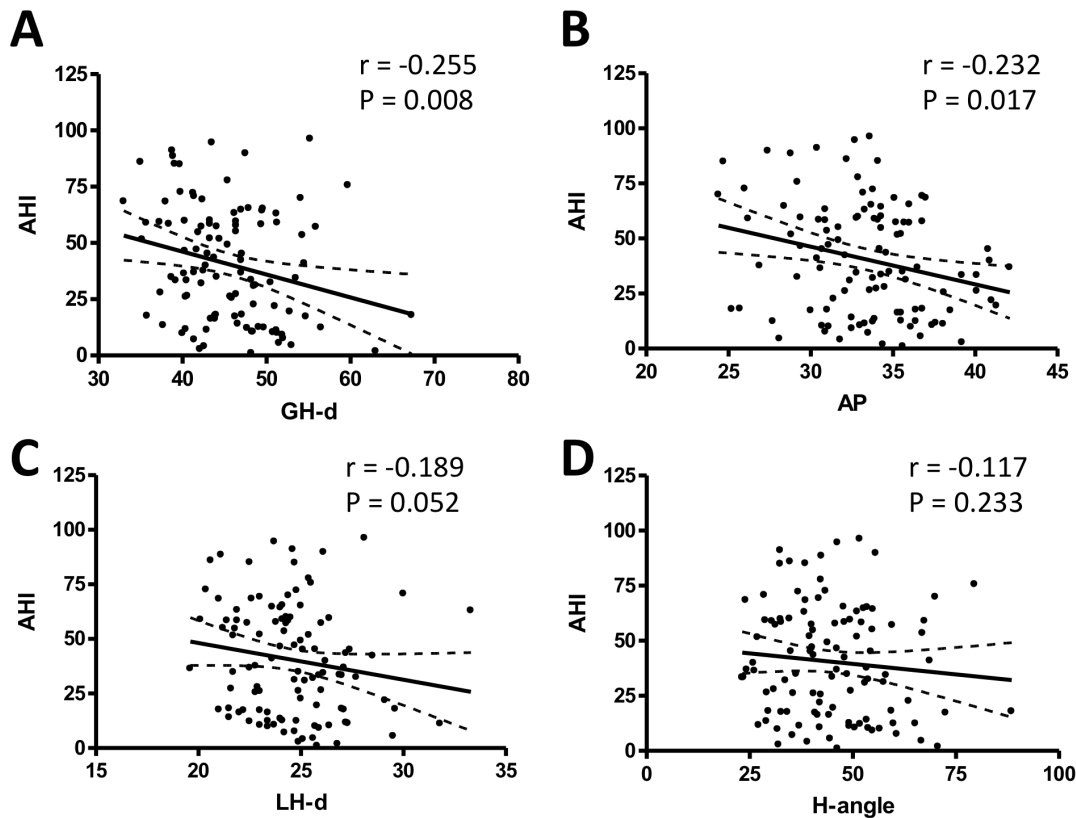 A
r = -0.255
P = 0.008
125
100
75
50
25
0
AHI
30 40 50 60 70 80
GH-d
B
r = -0.232
P = 0.017
125
100
75
50
25
0
AHI
20 25 30 35 40 45
AP
C
r = -0.189
P = 0.052
125
100
75
50
25
0
AHI
15 20 25 30 35
LH-d
D
r = -0.117
P = 0.233
125
100
75
50
25
0
AHI
0 25 50 75 100
H-angle